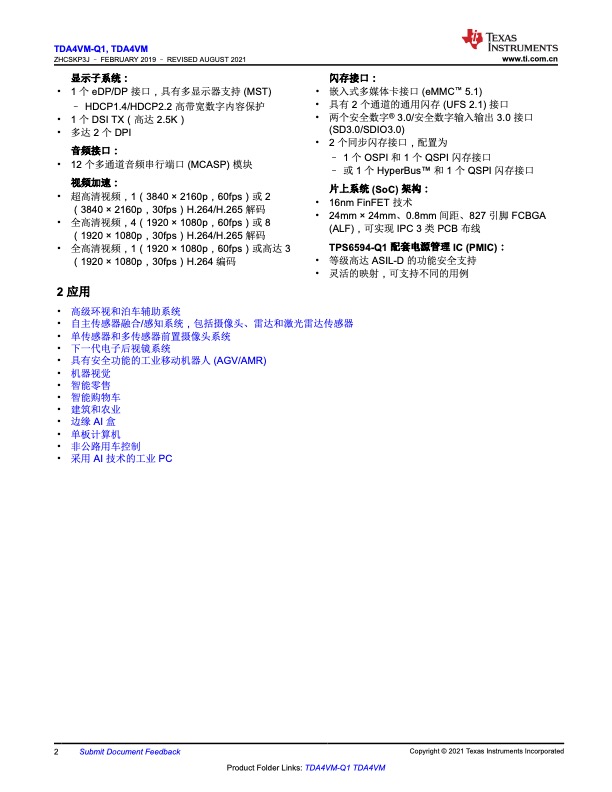 TDA4VM-Q1, TDA4VM
ZHCSKP3J – FEBRUARY 2019 – REVISED AUGUST 2021
TEXAS INSTRUMENTS
www.ti.com.cn
显示子系统：
• 1 个 eDP/DP 接口，具有多显示器支持 (MST)
– HDCP1.4/HDCP2.2 高带宽数字内容保护
• 1 个 DSI TX（高达 2.5K）
• 多达 2 个 DPI
音频接口：
• 12 个多通道音频串行端口 (MCASP) 模块
视频加速：
• 超高清视频，1（3840 × 2160p，60fps）或 2
（3840 × 2160p，30fps）H.264/H.265 解码
• 全高清视频，4（1920 × 1080p，60fps）或 8
（1920 × 1080p，30fps）H.264/H.265 解码
• 全高清视频，1（1920 × 1080p，60fps）或高达 3
（1920 × 1080p，30fps）H.264 编码
闪存接口：
• 嵌入式多媒体卡接口 (eMMC™ 5.1)
• 具有 2 个通道的通用闪存 (UFS 2.1) 接口
• 两个安全数字® 3.0/安全数字输入输出 3.0 接口
(SD3.0/SDIO3.0)
• 2 个同步闪存接口，配置为
– 1 个 OSPI 和 1 个 QSPI 闪存接口
– 或 1 个 HyperBus™ 和 1 个 QSPI 闪存接口
片上系统 (SoC) 架构：
• 16nm FinFET 技术
• 24mm × 24mm、0.8mm 间距、827 引脚 FCBGA
(ALF)，可实现 IPC 3 类 PCB 布线
TPS6594-Q1 配套电源管理 IC (PMIC)：
• 等级高达 ASIL-D 的功能安全支持
• 灵活的映射，可支持不同的用例
2 应用
• 高级环视和泊车辅助系统
• 自主传感器融合/感知系统，包括摄像头、雷达和激光雷达传感器
• 单传感器和多传感器前置摄像头系统
• 下一代电子后视镜系统
• 具有安全功能的工业移动机器人 (AGV/AMR)
• 机器视觉
• 智能零售
• 智能购物车
• 建筑和农业
• 边缘 AI 盒
• 单板计算机
• 非公路用车控制
• 采用 AI 技术的工业 PC
2 Submit Document Feedback
Copyright © 2021 Texas Instruments Incorporated
Product Folder Links: TDA4VM-Q1 TDA4VM